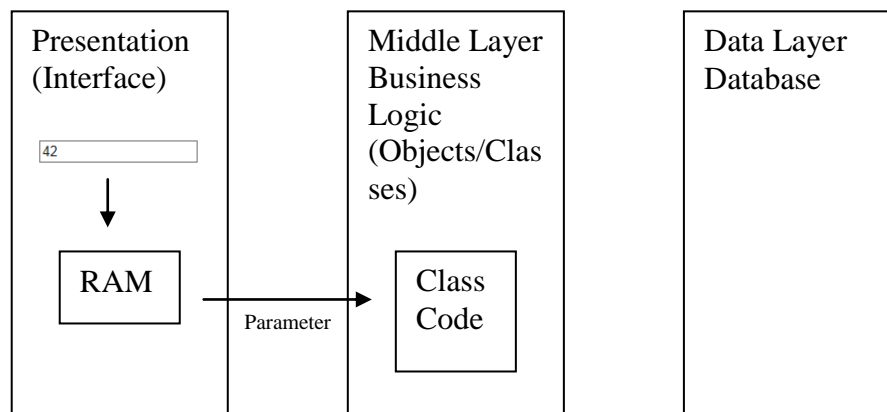 Presentation
(Interface)
42
RAM
Parameter
Middle Layer
Business
Logic
(Objects/Clas
ses)
Class
Code
Data Layer
Database